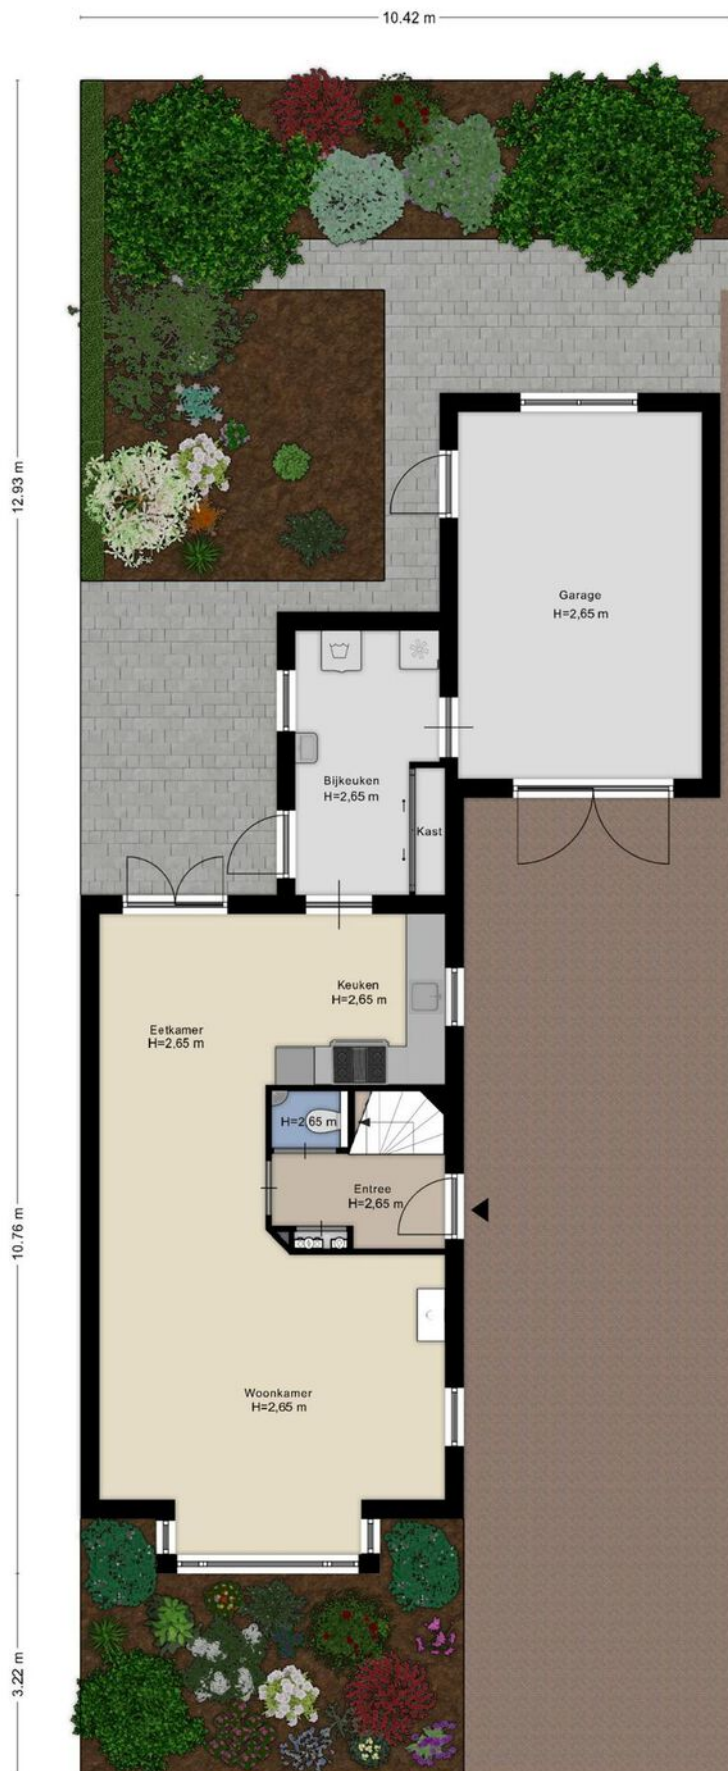 10.42 m
12.93 m
Garage
H=2,65 m
Bijkeuken
H=2,65 m
Kast
Keuken
H=2,65 m
Eetkamer
H=2,65 m
H=2,65 m
Entree
H=2,65 m
10.76 m
Woonkamer
H=2,65 m
3.22 m